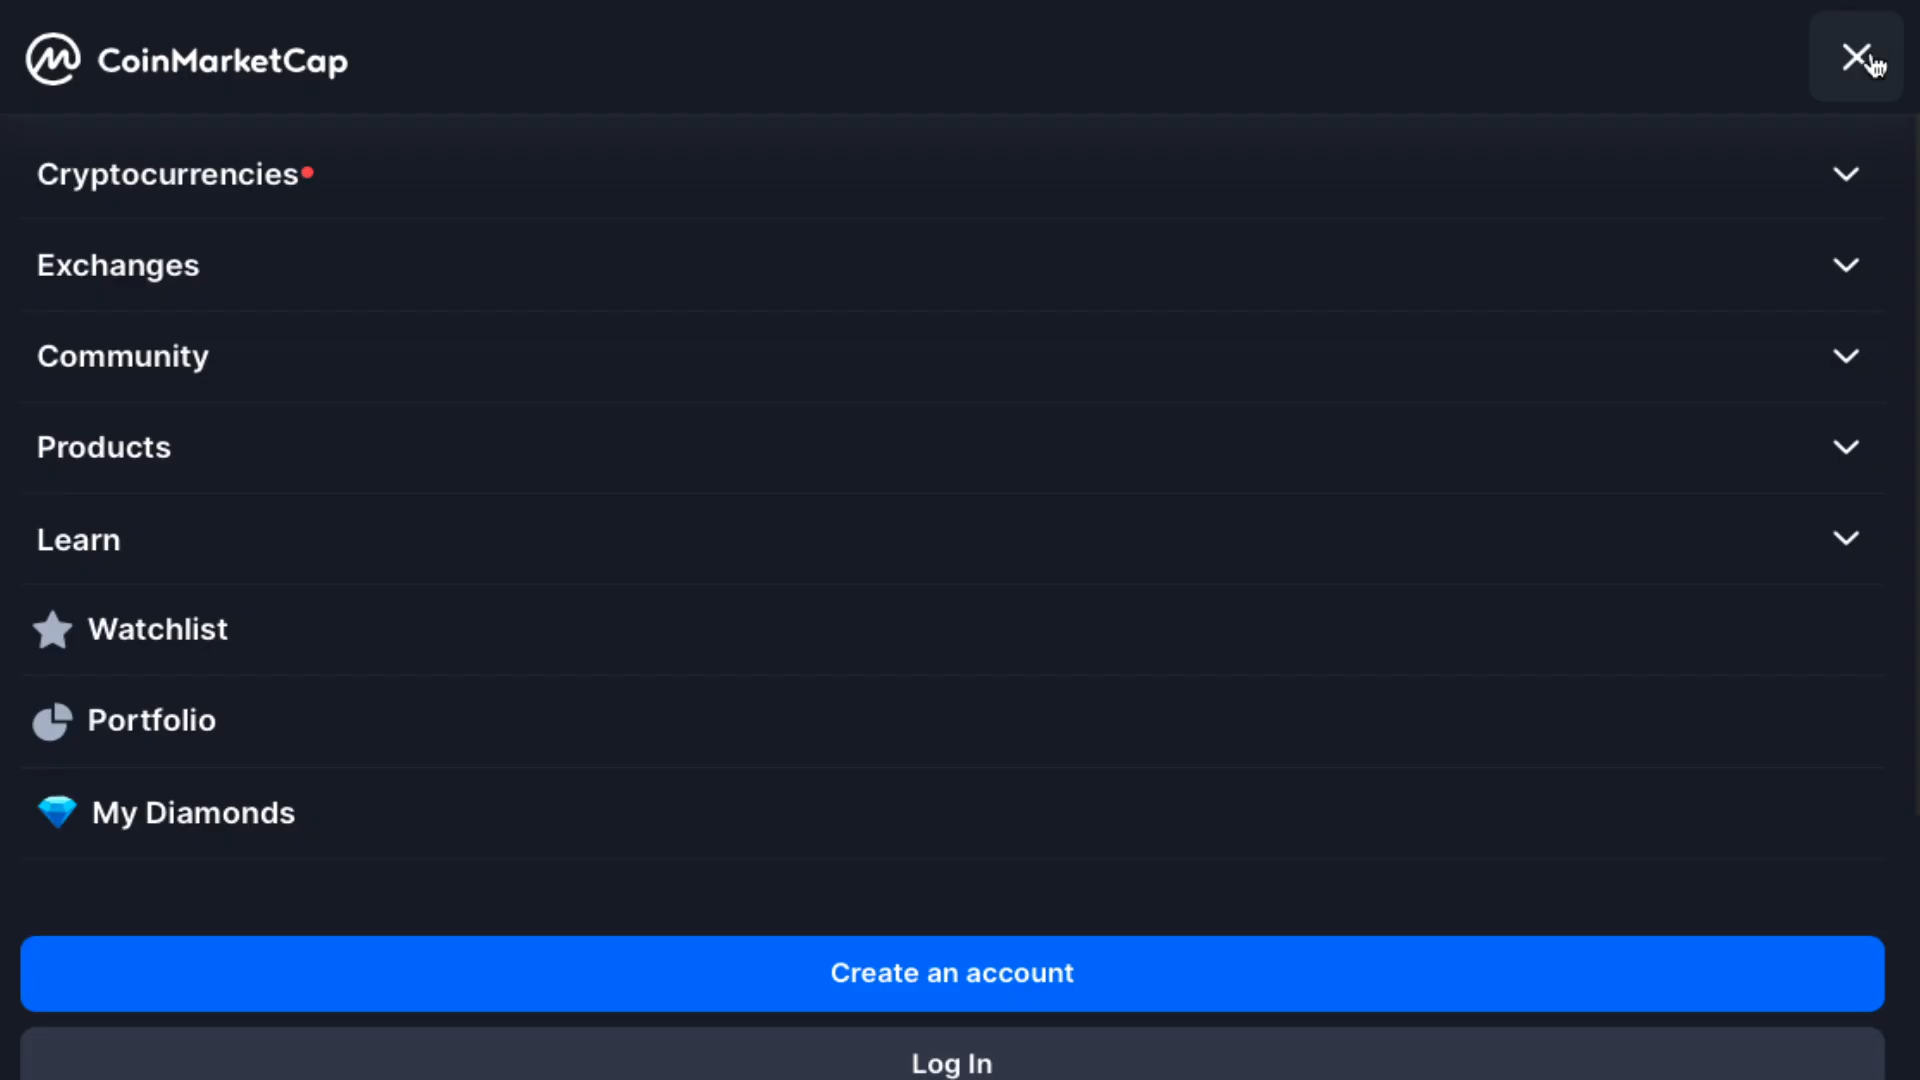 CoinMarketCap
Cryptocurrencies
Exchanges
Community
Products
Learn
Watchlist
Portfolio
My Diamonds
Create an account
Log In